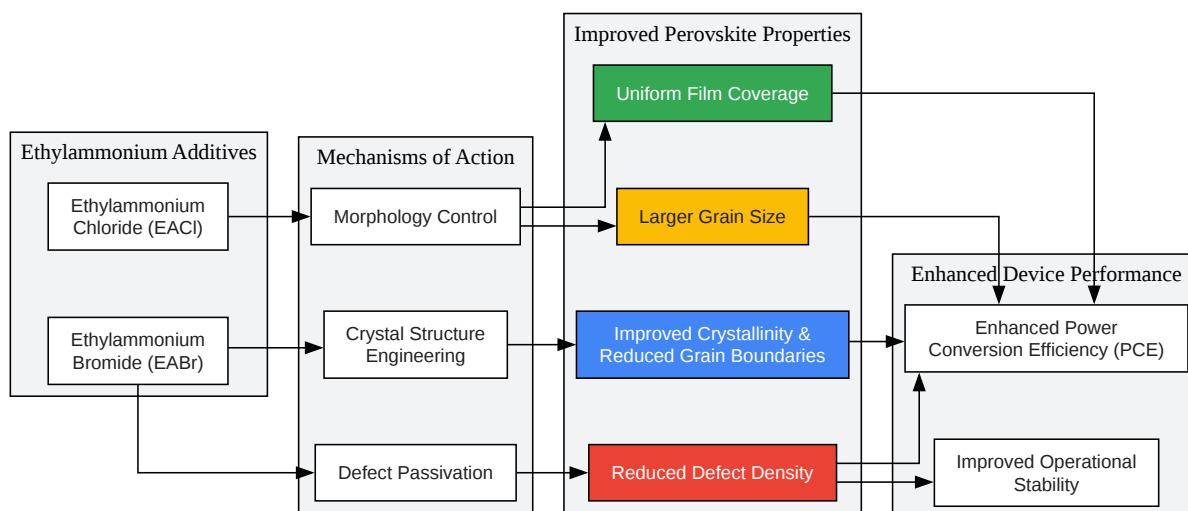 Ethylammonium Additives
Ethylammonium
Chloride (EACl)
Ethylammonium
Bromide (EABr)
Mechanisms of Action
Morphology Control
Crystal Structure
Engineering
Defect Passivation
Improved Perovskite Properties
Uniform Film Coverage
Larger Grain Size
Improved Crystallinity &
Reduced Grain Boundaries
Reduced Defect Density
Enhanced Device Performance
Enhanced Power
Conversion Efficiency (PCE)
Improved Operational
Stability